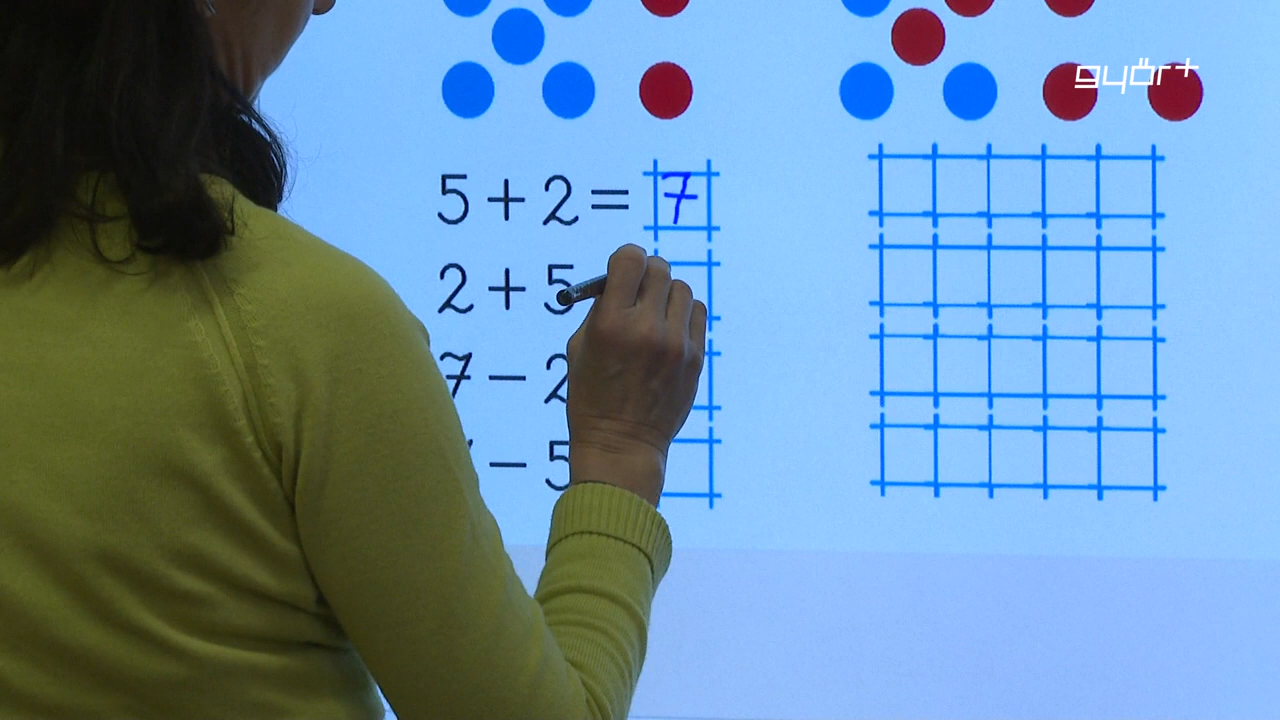 győr+
5 + 2 = 7
2 + 5
7 − 2
− 5